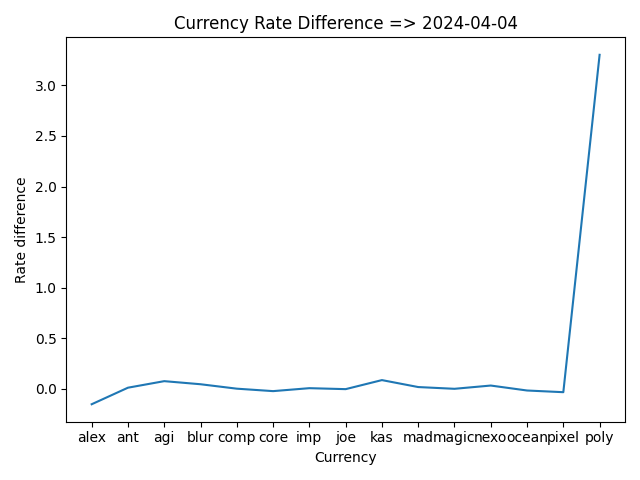 Currency Rate Difference => 2024-04-04
3.0
2.5
2.0
1.5
1.0
0.5
0.0
Rate difference
alex ant agi blur comp core imp joe kas mad magic nexo ocean pixel poly
Currency